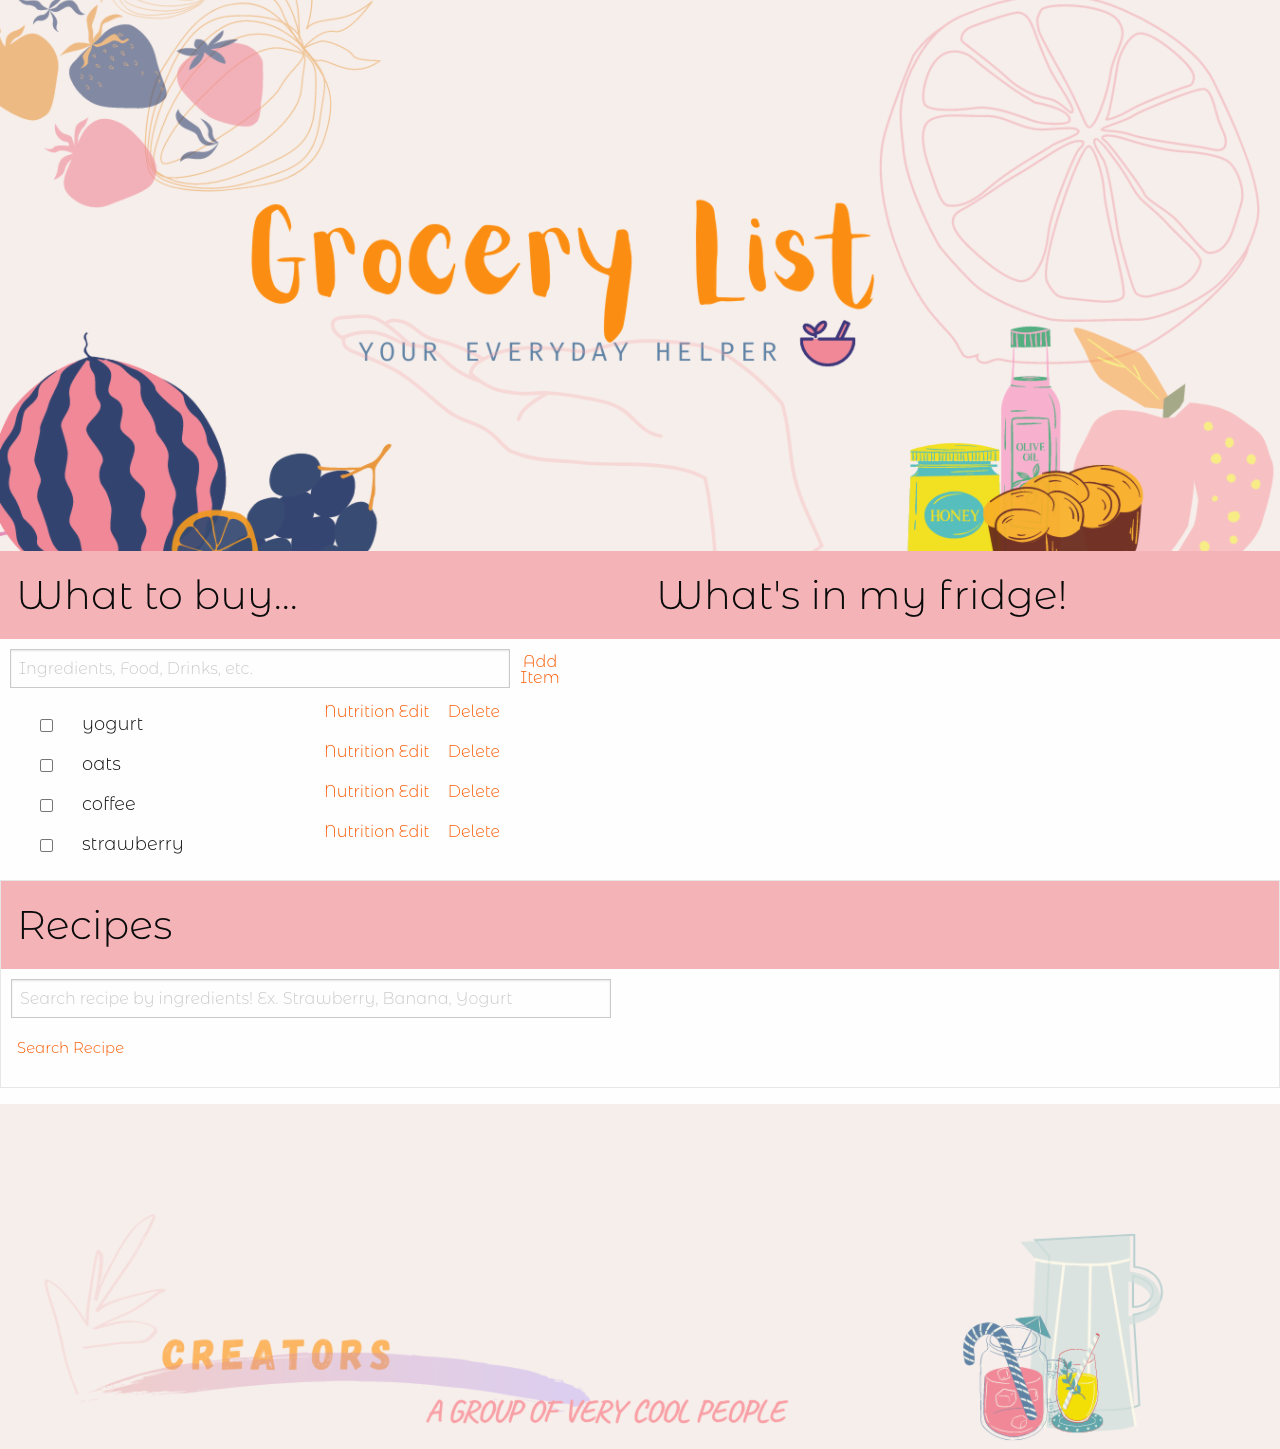 Grocery List
YOUR EVERYDAY HELPER
OLIVE
OIL
HONEY
What to buy...
What's in my fridge!
Ingredients, Food, Drinks, etc.
Add
Item
yogurt Nutrition Edit Delete
oats Nutrition Edit Delete
coffee Nutrition Edit Delete
strawberry Nutrition Edit Delete
Recipes
Search recipe by ingredients! Ex. Strawberry, Banana, Yogurt
Search Recipe
CREATORS
A GROUP OF VERY COOL PEOPLE